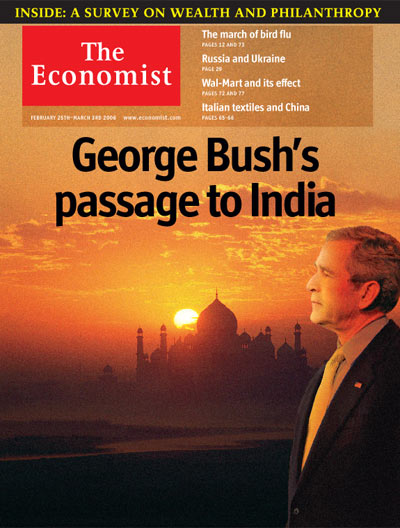 INSIDE: A SURVEY ON WEALTH AND PHILANTHROPY
The
Economist
FEBRUARY 25TH-MARCH 3RD 2006 www.economist.com
The march of bird flu
PAGES 12 AND 73
Russia and Ukraine
PAGE 29
Wal-Mart and its effect
PAGES 72 AND 77
Italian textiles and China
PAGES 65-66
George Bush's
passage to India